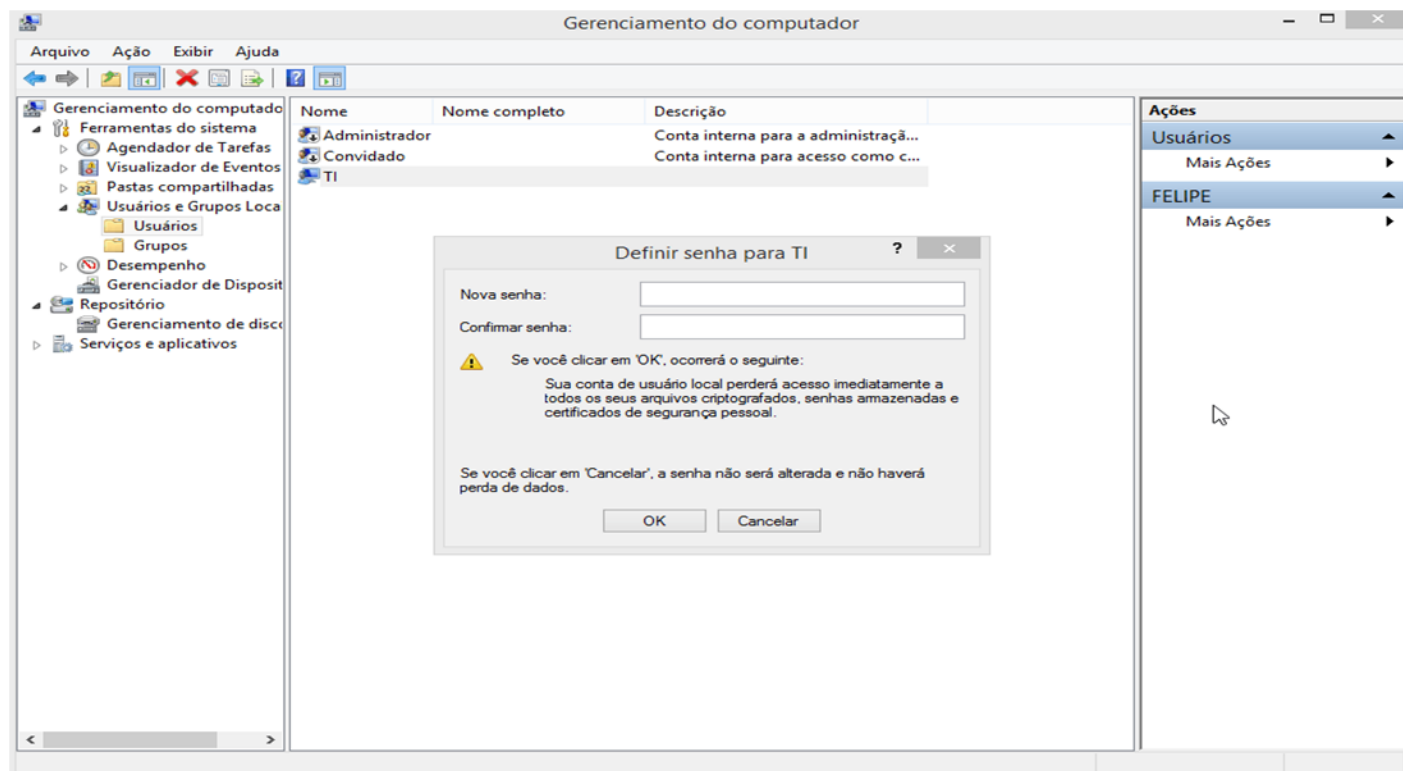 Gerenciamento do computador
Arquivo Ação Exibir Ajuda
Gerenciamento do computado
Ferramentas do sistema
Agendador de Tarefas
Visualizador de Eventos
Pastas compartilhadas
Usuários e Grupos Loca
Usuários
Grupos
Desempenho
Gerenciador de Disposit
Repositório
Gerenciamento de disco
Serviços e aplicativos
Nome Nome completo Descrição
Administrador Conta interna para a administraçã...
Convidado Conta interna para acesso como c...
TI
Definir senha para TI
Nova senha:
Confirmar senha:
Se você clicar em 'OK', ocorrerá o seguinte:
Sua conta de usuário local perderá acesso imediatamente a
todos os seus arquivos criptografados, senhas armazenadas e
certificados de segurança pessoal.
Se você clicar em 'Cancelar', a senha não será alterada e não haverá
perda de dados.
OK Cancelar
Ações
Usuários
Mais Ações
FELIPE
Mais Ações